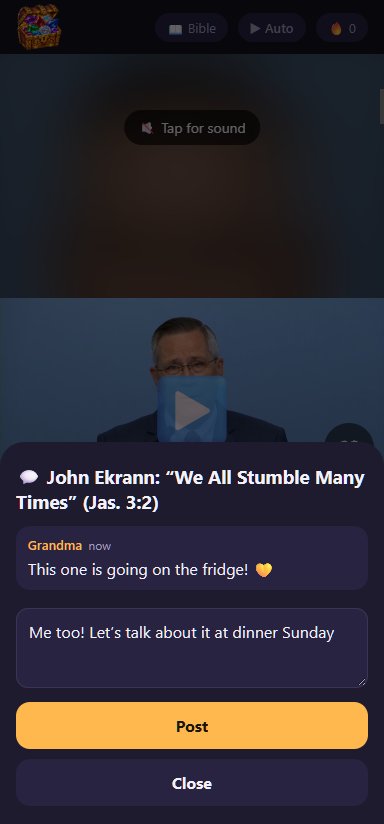 Bible
Auto
0
Tap for sound
John Ekrann: “We All Stumble Many
Times” (Jas. 3:2)
Grandma now
This one is going on the fridge!
Me too! Let’s talk about it at dinner Sunday
Post
Close